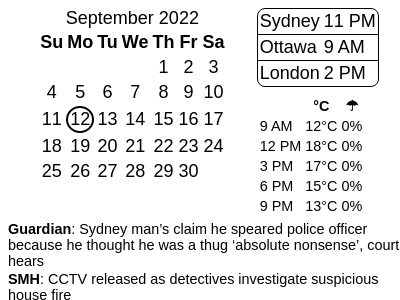 September 2022
Su Mo Tu We Th Fr Sa
1 2 3
4 5 6 7 8 9 10
11 12 13 14 15 16 17
18 19 20 21 22 23 24
25 26 27 28 29 30
Sydney 11 PM
Ottawa 9 AM
London 2 PM
°C ☂
9 AM 12°C 0%
12 PM 18°C 0%
3 PM 17°C 0%
6 PM 15°C 0%
9 PM 13°C 0%
Guardian: Sydney man’s claim he speared police officer
because he thought he was a thug ‘absolute nonsense’, court
hears
SMH: CCTV released as detectives investigate suspicious
house fire